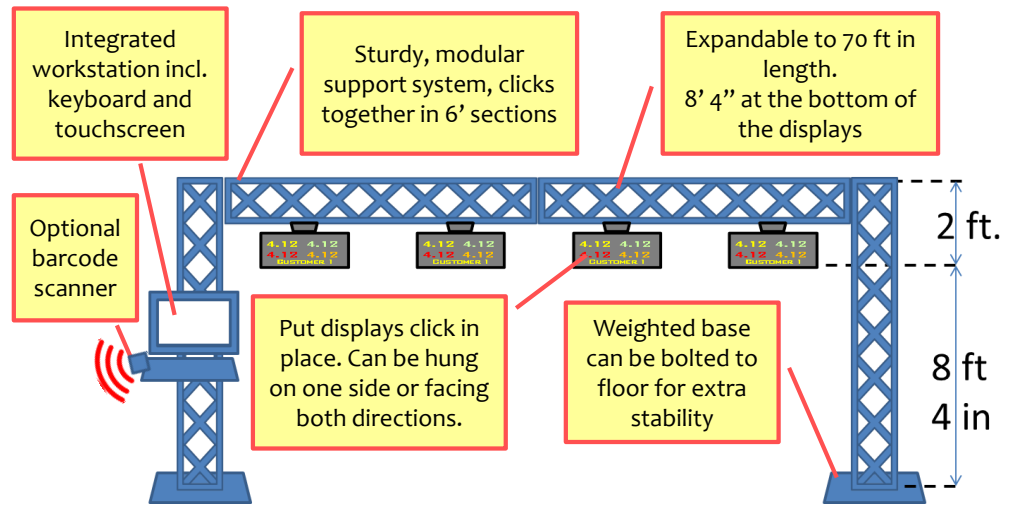 Integrated
workstation incl.
keyboard and
touchscreen
Sturdy, modular
support system, clicks
together in 6’ sections
Expandable to 70 ft in
length.
8’ 4” at the bottom of
the displays
Optional
barcode
scanner
4.12 4.12
4.12 4.12
CUSTOMER 1
4.12 4.12
4.12 4.12
CUSTOMER 1
4.12 4.12
4.12 4.12
CUSTOMER 1
4.12 4.12
4.12 4.12
CUSTOMER 1
2 ft.
Put displays click in
place. Can be hung
on one side or facing
both directions.
Weighted base
can be bolted to
floor for extra
stability
8 ft
4 in